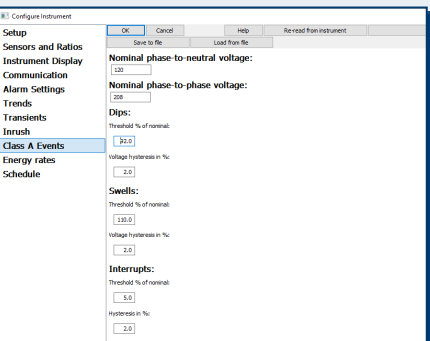 Configure Instrument
Setup
Sensors and Ratios
Instrument Display
Communication
Alarm Settings
Trends
Transients
Inrush
Class A Events
Energy rates
Schedule
OK Cancel Help Re-read from instrument
Save to file Load from file
Nominal phase-to-neutral voltage:
120
Nominal phase-to-phase voltage:
208
Dips:
Threshold % of nominal:
92.0
Voltage hysteresis in %:
2.0
Swells:
Threshold % of nominal:
110.0
Voltage hysteresis in %:
2.0
Interrupts:
Threshold % of nominal:
5.0
Hysteresis in %:
2.0